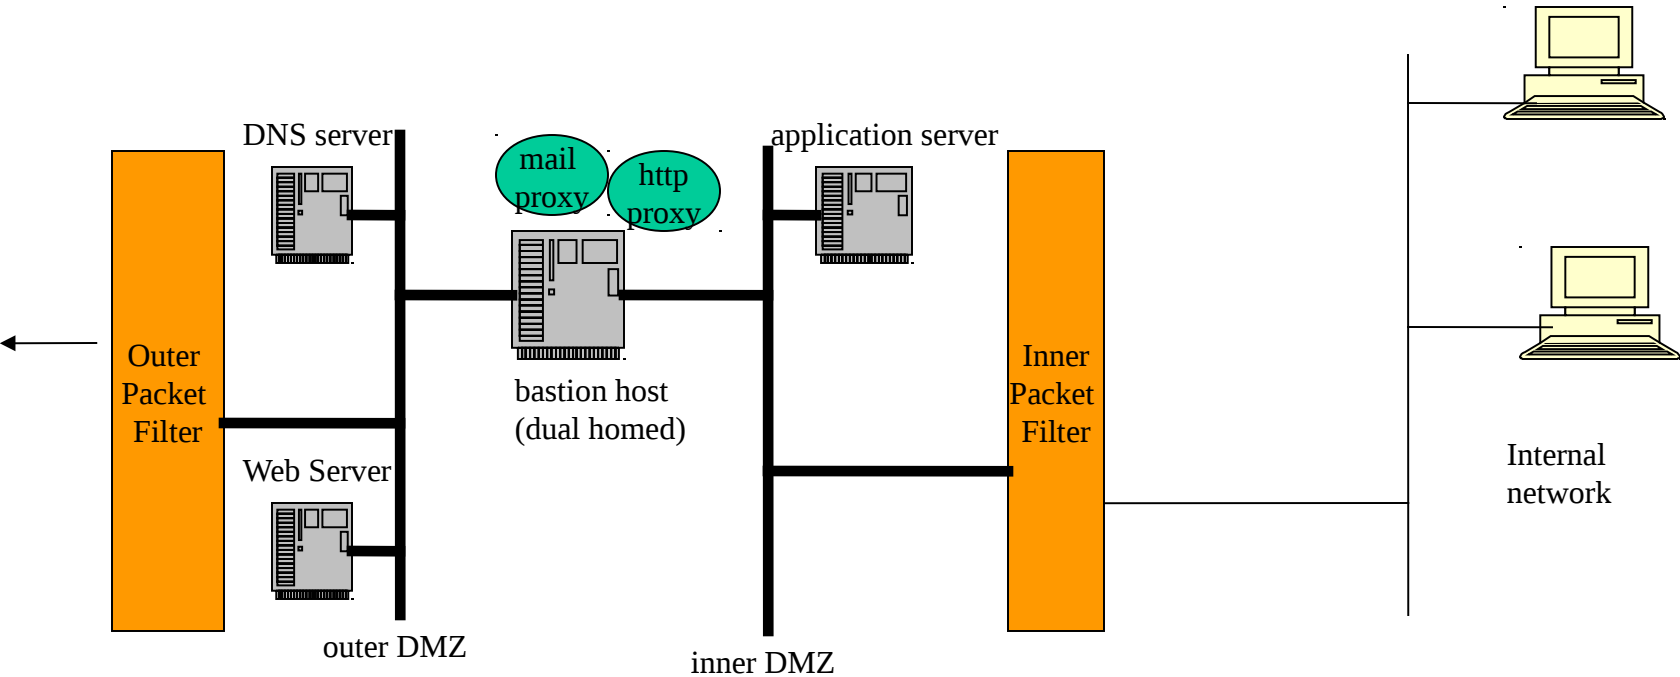 DNS server
mail
proxy
http
proxy
application server
Outer
Packet
Filter
bastion host
(dual homed)
Inner
Packet
Filter
Web Server
Internal
network
outer DMZ
inner DMZ